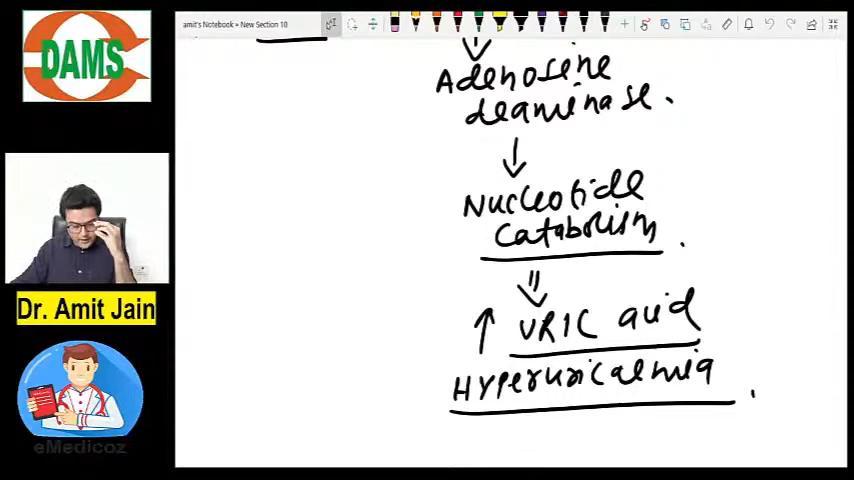 amit's Notebook » New Section 10
DAMS
Adenosine
deaminase.
Nucleotide
Catabolism.
↑ URIC acid
Hyperuricaemia.
Dr. Amit Jain
eMedicoz